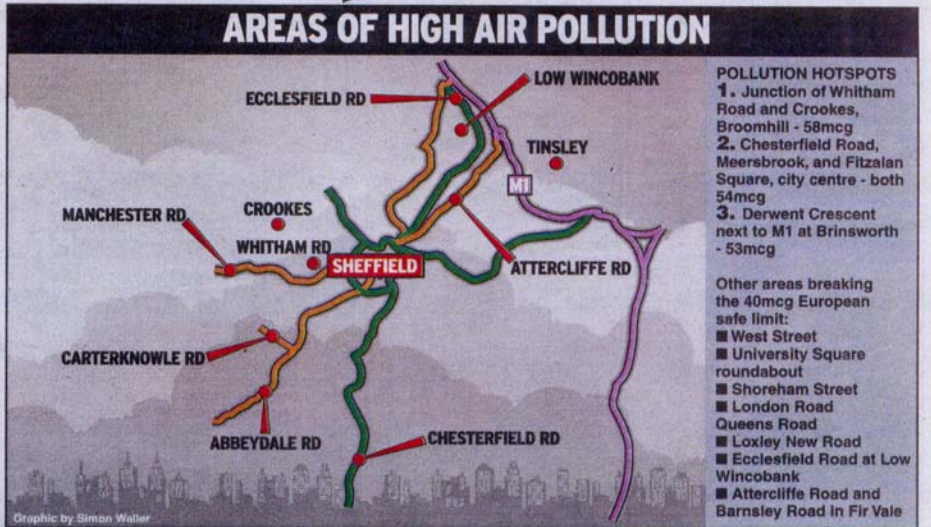 AREAS OF HIGH AIR POLLUTION
ECCLESFIELD RD
LOW WINCOBANK
TINSLEY
M1
MANCHESTER RD
CROOKES
WHITHAM RD
SHEFFIELD
ATTERCLIFFE RD
CARTERKNOWLE RD
ABBEYDALE RD
CHESTERFIELD RD
Graphic by Simon Waller
POLLUTION HOTSPOTS
1. Junction of Whitham
Road and Crookes,
Broomhill - 58mcg
2. Chesterfield Road,
Meersbrook, and Fitzalan
Square, city centre - both
54mcg
3. Derwent Crescent
next to M1 at Brinsworth
- 53mcg
Other areas breaking
the 40mcg European
safe limit:
■ West Street
■ University Square
roundabout
■ Shoreham Street
■ London Road
Queens Road
■ Loxley New Road
■ Ecclesfield Road at Low
Wincobank
■ Attercliffe Road and
Barnsley Road in Fir Vale